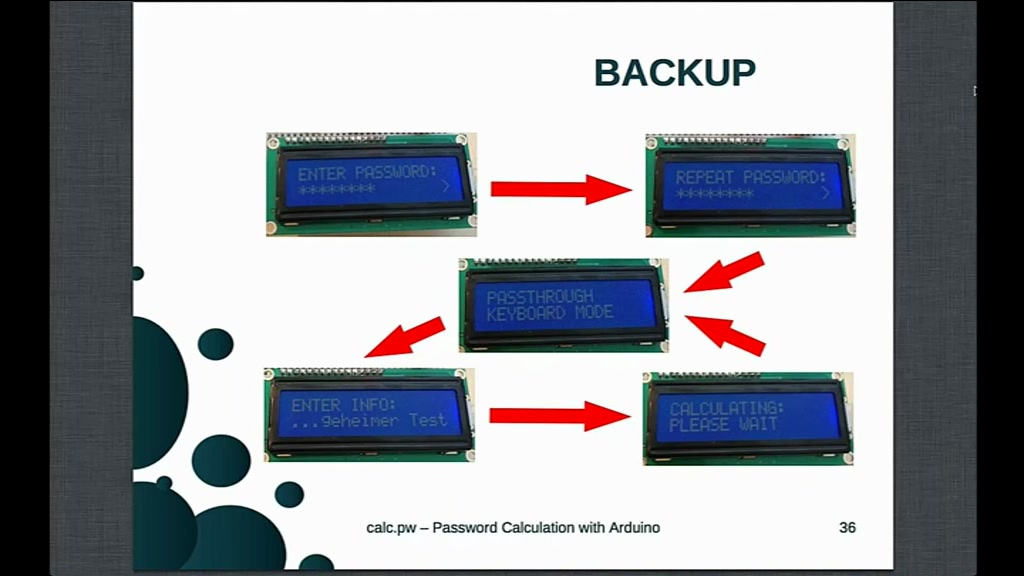 BACKUP
ENTER PASSWORD:
******** >
REPEAT PASSWORD:
******** >
PASSTHROUGH
KEYBOARD MODE
ENTER INFO:
...geheimer Test
CALCULATING:
PLEASE WAIT
calc.pw – Password Calculation with Arduino
36